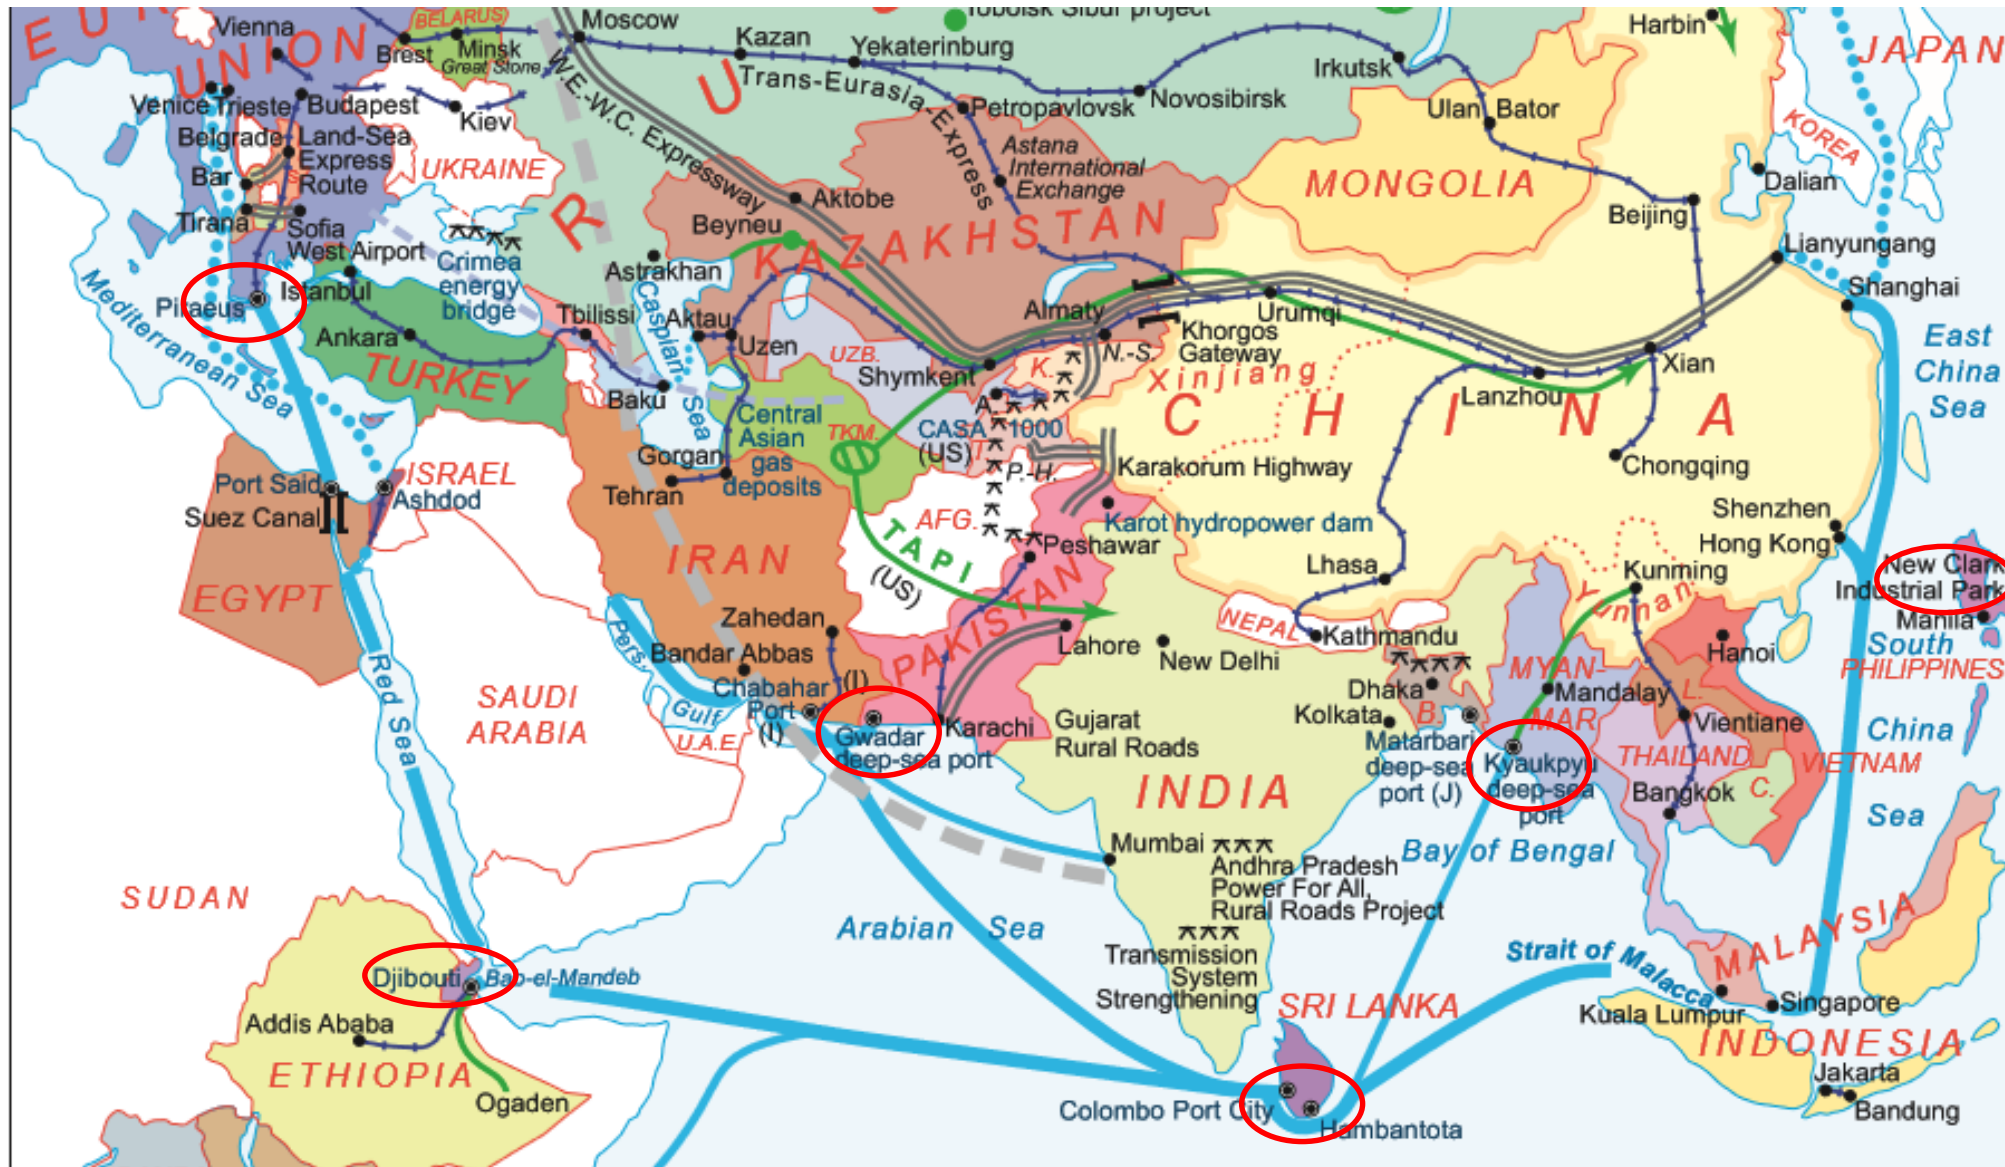 EU
UNION
Vienna
BELARUS
Brest
Minsk
Great Stone
Moscow
Kazan
Yekaterinburg
Tobolsk Sibur project
Irkutsk
Harbin
JAPAN
Venice
Trieste
Budapest
Kiev
W.E.-W.C. Expressway
U
Trans-Eurasia-Express
Petropavlovsk
Novosibirsk
Ulan Bator
KOREA
Belgrade
Land-Sea
Express
Route
Bar
UKRAINE
Astana
International
Exchange
MONGOLIA
Dalian
Tirana
Sofia
West Airport
R
Aktobe
Beyneu
KAZAKHSTAN
Beijing
Lianyungang
Crimea
energy
bridge
Astrakhan
Shanghai
Mediterranean Sea
Piraeus
Istanbul
Tbilissi
Caspian
Sea
Aktau
Almaty
Khorgos
Gateway
Urumqi
East
China
Sea
Ankara
TURKEY
Uzen
UZB.
Shymkent
N.-S.
K.
Xinjiang
Lanzhou
Xian
Baku
A.
CHINA
Central
Asian
gas
deposits
TKM.
CASA 1000
(US)
T.
P.-H.
Gorgan
Tehran
Karakorum Highway
Chongqing
Port Said
Suez Canal
ISRAEL
Ashdod
AFG.
Karot hydropower dam
Shenzhen
Hong Kong
IRAN
TAPI
(US)
Peshawar
Lhasa
Kunming
Yunnan
New Clark
Industrial Park
Manila
EGYPT
Zahedan
PAKISTAN
Lahore
New Delhi
NEPAL
Kathmandu
Hanoi
South
PHILIPPINES
China
Sea
Red Sea
Pers.
Gulf
Bandar Abbas
Chabahar
Port
(I)
(I)
SAUDI
ARABIA
U.A.E.
Gwadar
deep-sea port
Karachi
Gujarat
Rural Roads
Dhaka
Kolkata
B.
Matarbari
deep-sea
port (J)
MYAN-
MAR
Mandalay
L.
Vientiane
Kyaukpyu
deep-sea
port
THAILAND
VIETNAM
Bangkok
C.
INDIA
Mumbai
Andhra Pradesh
Power For All,
Rural Roads Project
Bay of Bengal
SUDAN
Arabian Sea
Transmission
System
Strengthening
Strait of Malacca
MALAYSIA
Djibouti
Bab-el-Mandeb
SRI LANKA
Kuala Lumpur
Singapore
Addis Ababa
ETHIOPIA
INDONESIA
Ogaden
Colombo Port City
Hambantota
Jakarta
Bandung